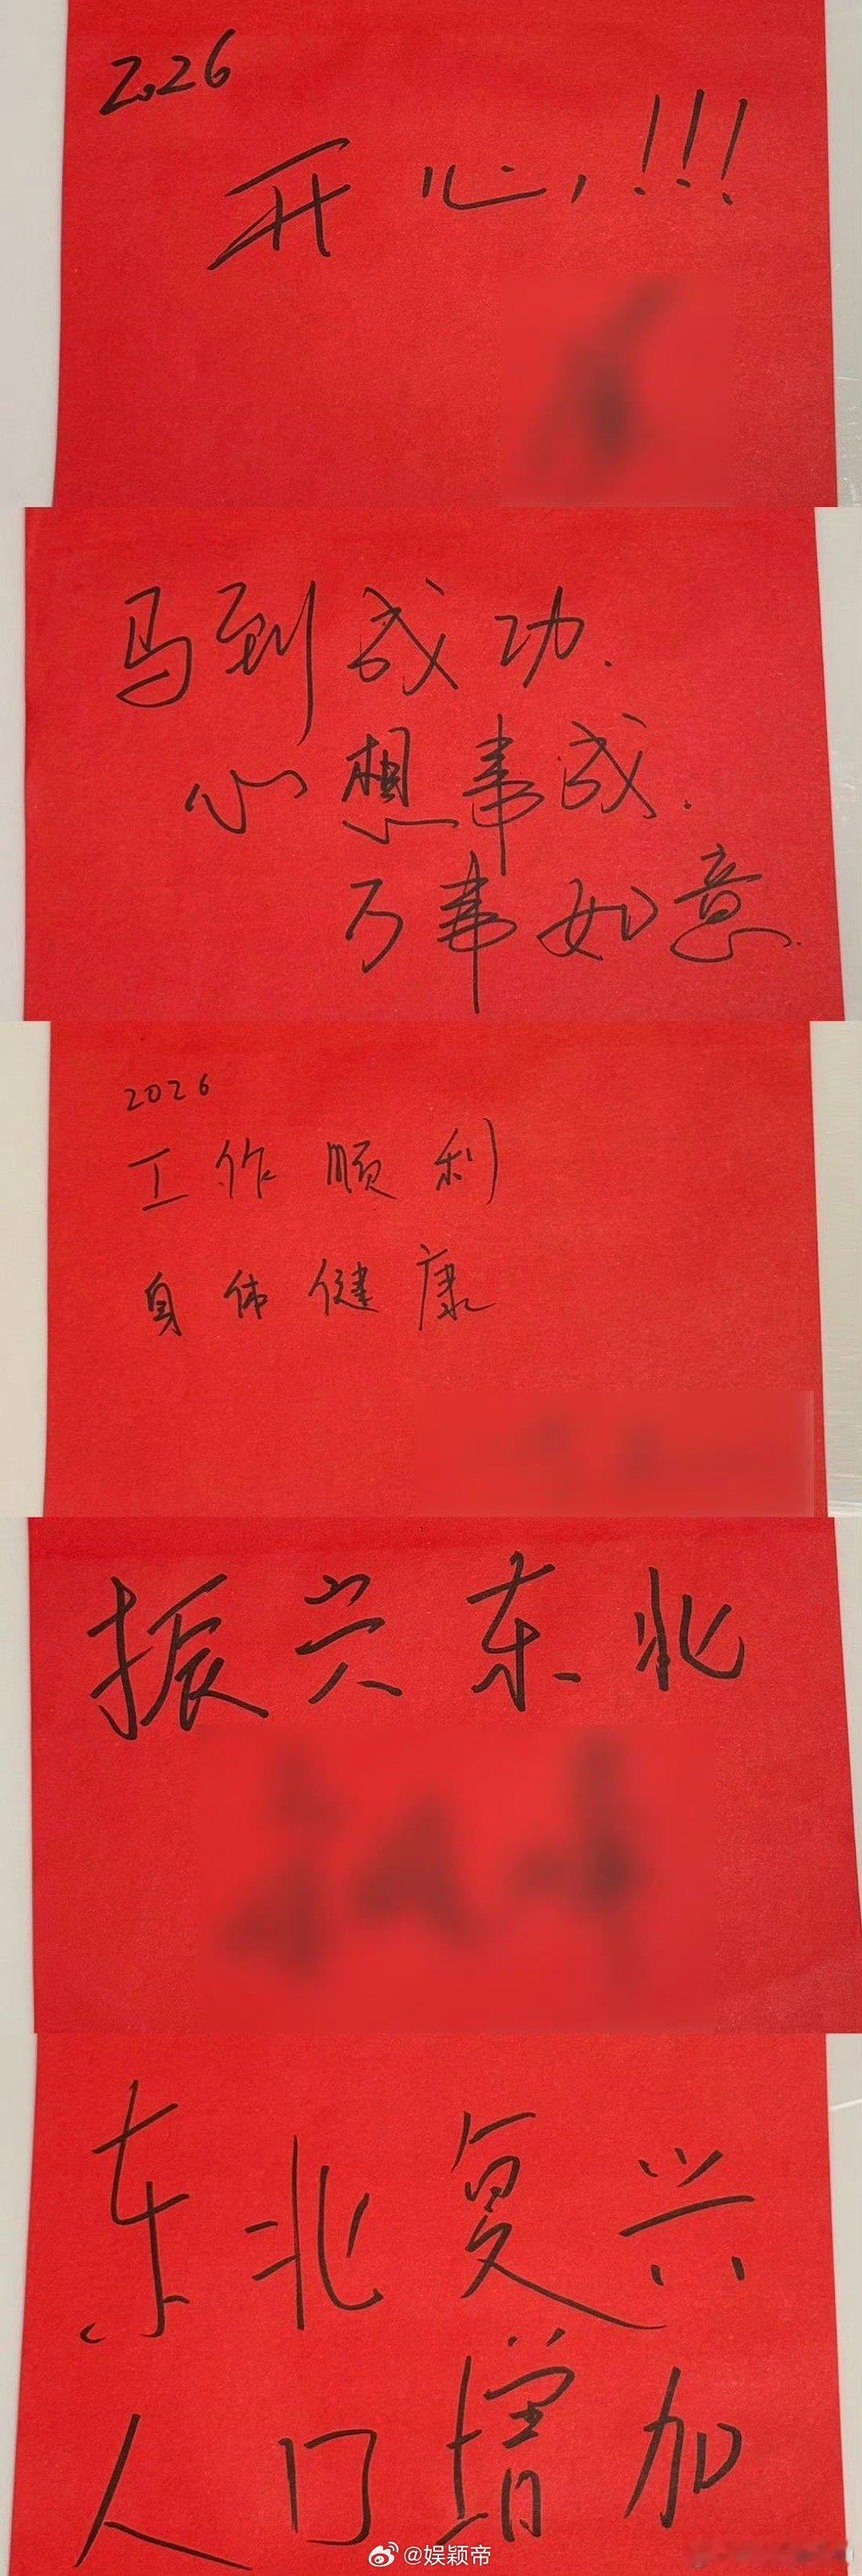 2026
开心,!!!
马到成功.
心想事成.
万事如意.
2026
工作顺利
身体健康
振兴东北
东北复兴
人口增加
@娱颖帝